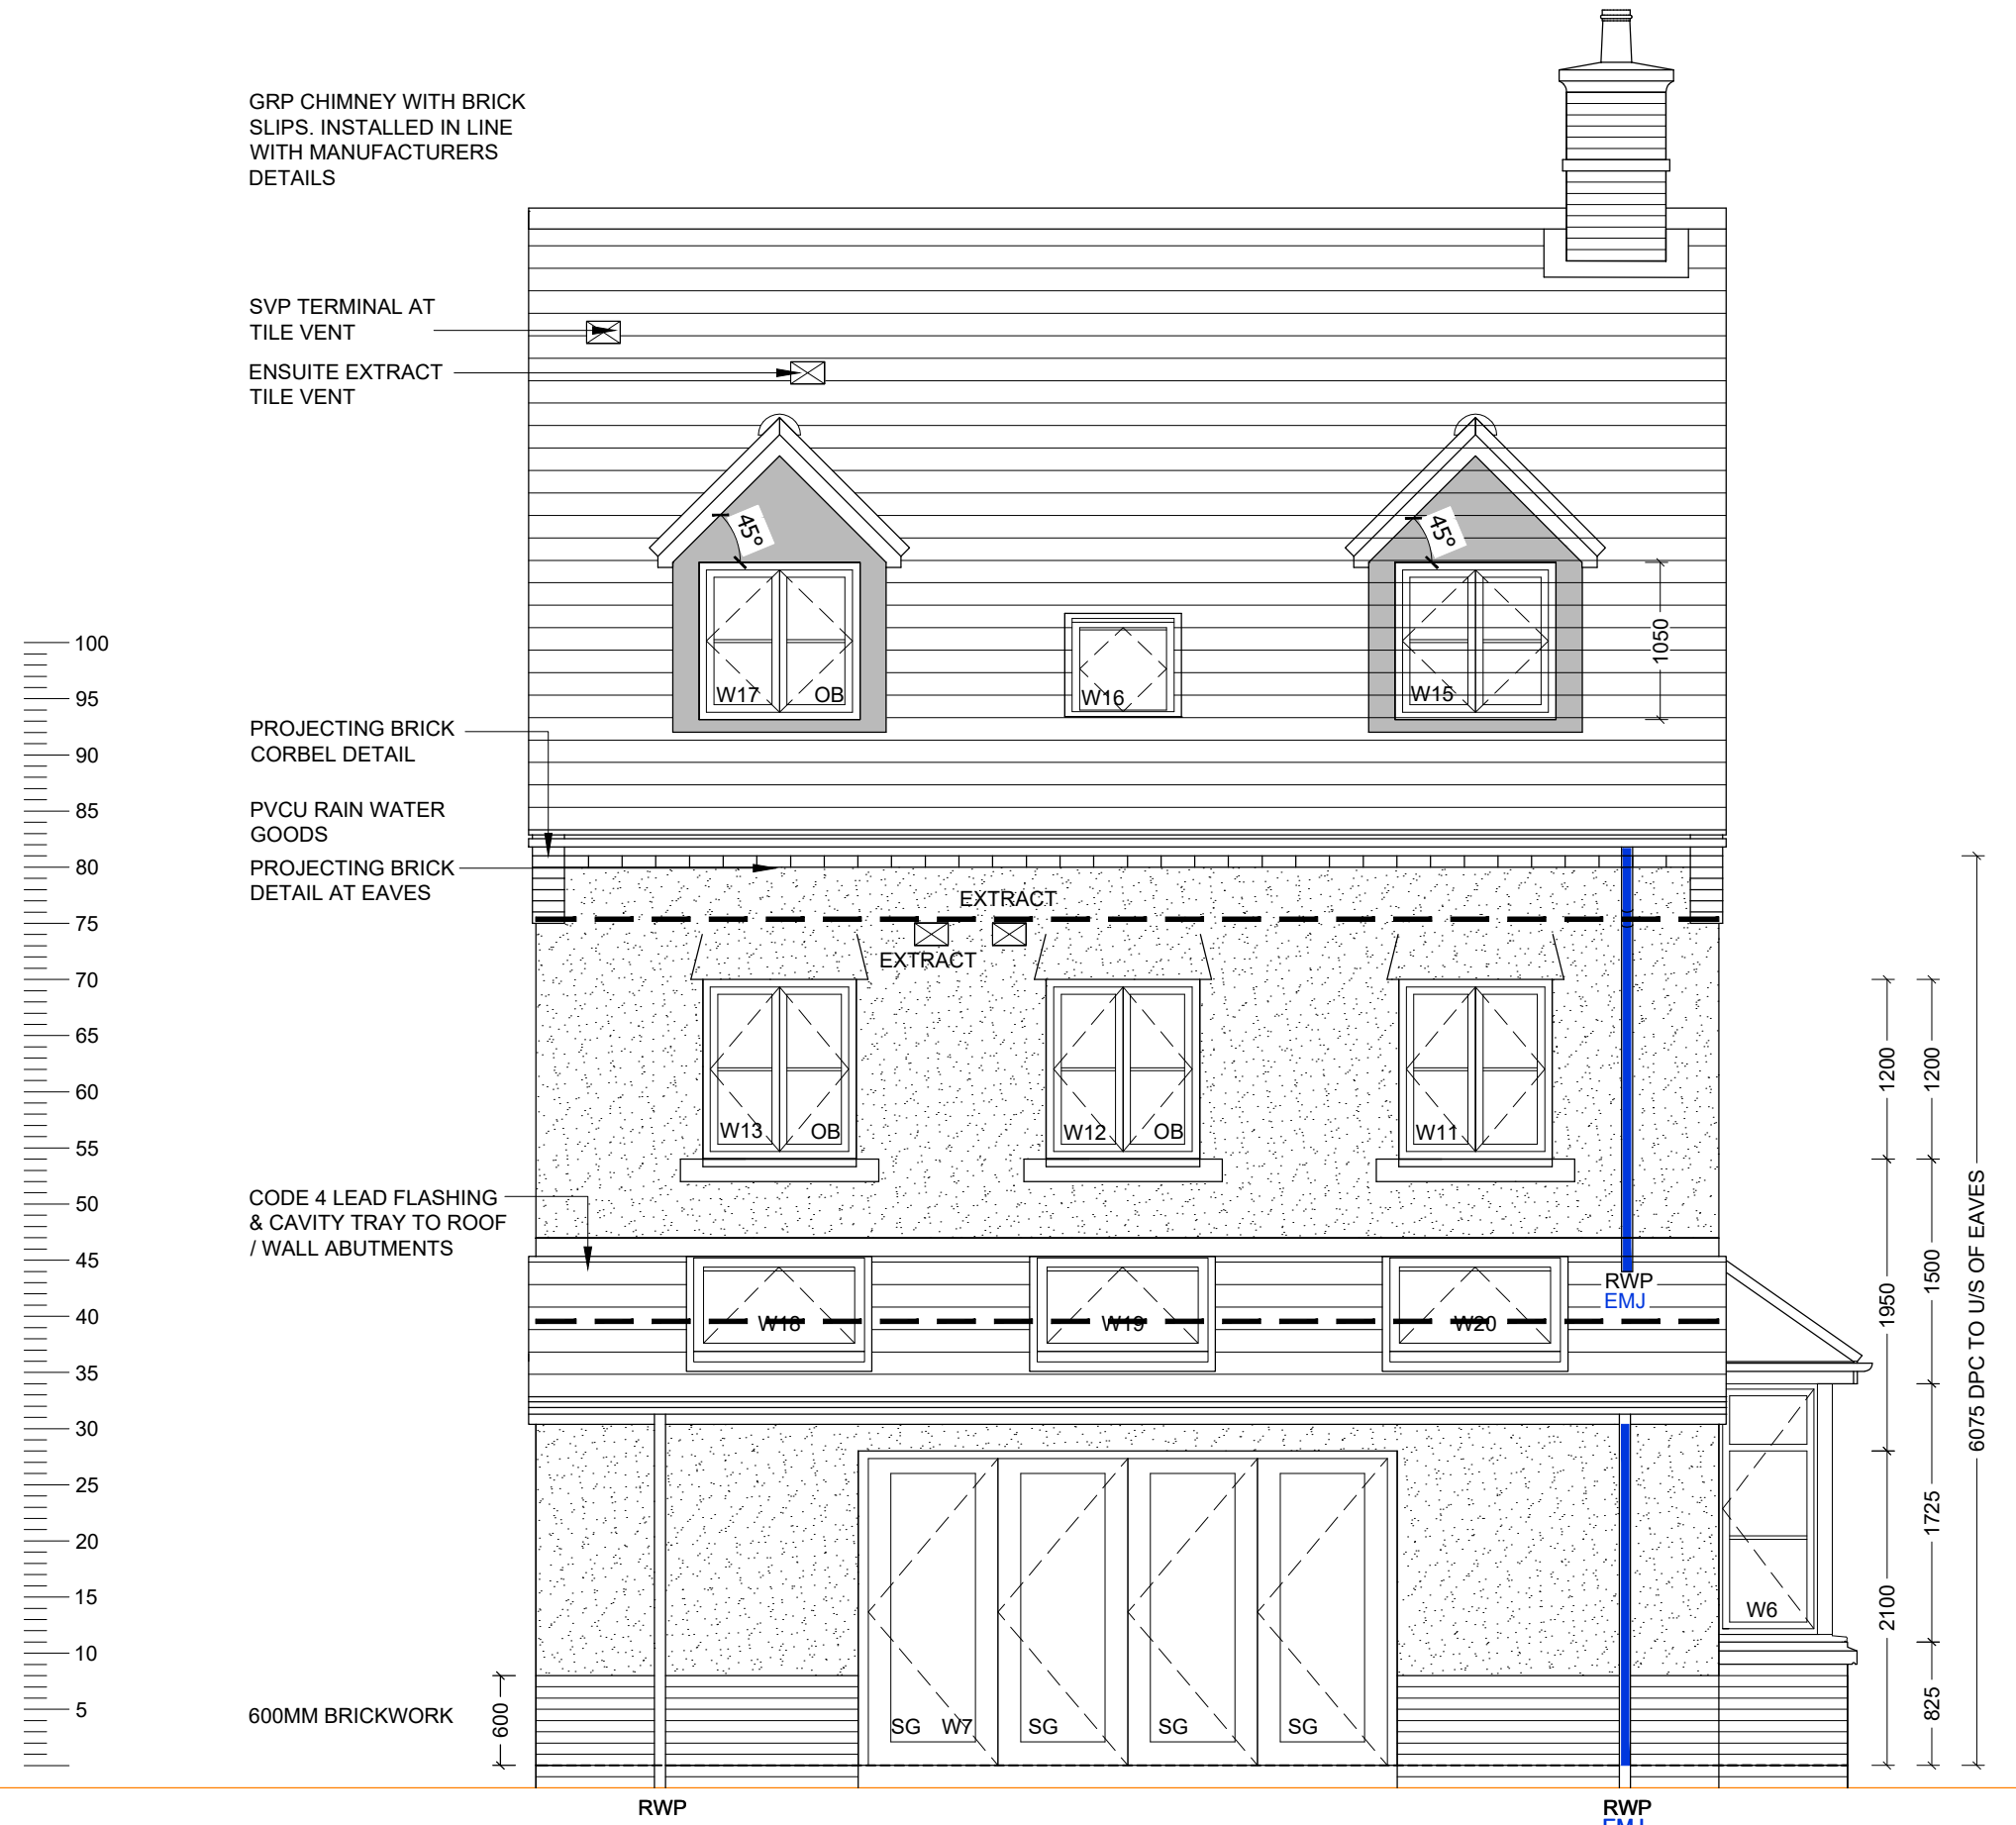 GRP CHIMNEY WITH BRICK
SLIPS. INSTALLED IN LINE
WITH MANUFACTURERS
DETAILS
SVP TERMINAL AT
TILE VENT
ENSUITE EXTRACT
TILE VENT
45°
45°
1050
W17 OB
W16
W15
100
95
90
85
80
75
70
65
60
55
50
45
40
35
30
25
20
15
10
5
PROJECTING BRICK
CORBEL DETAIL
PVCU RAIN WATER
GOODS
PROJECTING BRICK
DETAIL AT EAVES
EXTRACT
EXTRACT
W13 OB
W12 OB
W11
CODE 4 LEAD FLASHING
& CAVITY TRAY TO ROOF
/ WALL ABUTMENTS
W18
W19
W20
RWP
EMJ
1200
1950
2100
1200
1500
1725
825
6075 DPC TO U/S OF EAVES
W6
600MM BRICKWORK
600
SG W7 SG SG SG
RWP
RWP
EMJ